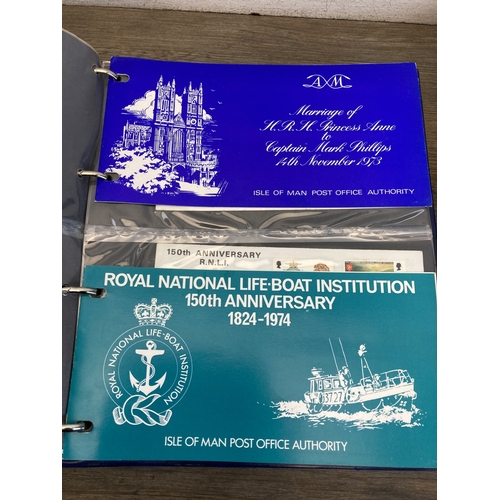 AM
Marriage of
H.R.H. Princess Anne
to
Captain Mark Phillips
14th November 1973
ISLE OF MAN POST OFFICE AUTHORITY
150th ANNIVERSARY
R.N.L.I.
ROYAL NATIONAL LIFE-BOAT INSTITUTION
150th ANNIVERSARY
1824-1974
ROYAL NATIONAL LIFE-BOAT INSTITUTION
37-27
ISLE OF MAN POST OFFICE AUTHORITY